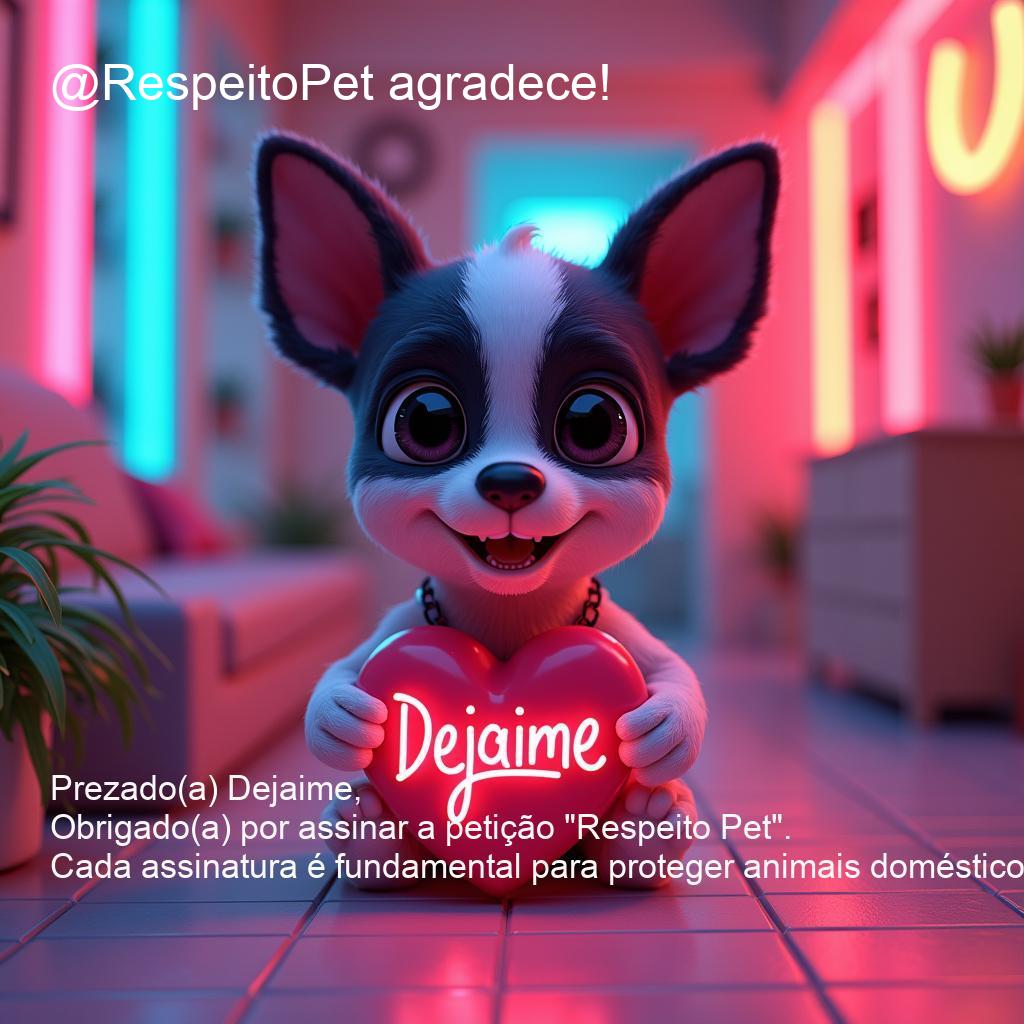 @RespeitoPet agradece!
Dejaime
Prezado(a) Dejaime,
Obrigado(a) por assinar a petição "Respeito Pet".
Cada assinatura é fundamental para proteger animais doméstico